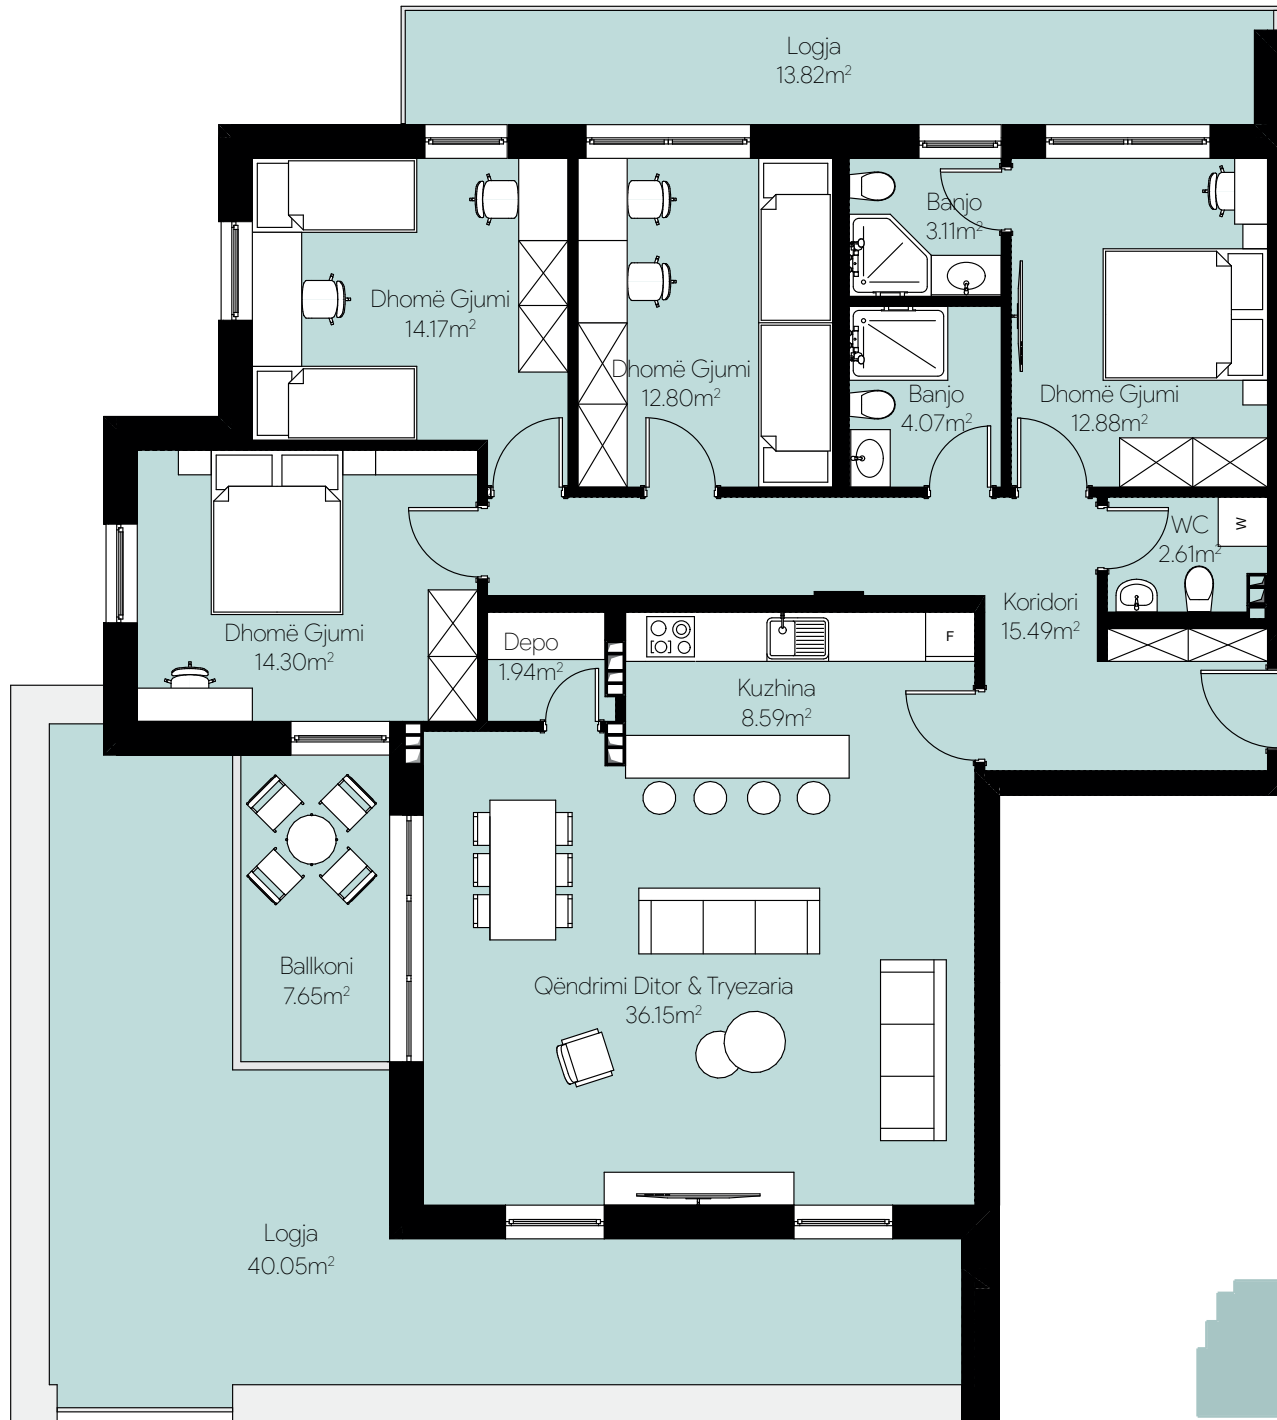 Logja
13.82m²
Banjo
3.11m²
Dhomë Gjumi
14.17m²
Dhomë Gjumi
12.80m²
Banjo
4.07m²
Dhomë Gjumi
12.88m²
WC
2.61m²
W
Koridori
15.49m²
Dhomë Gjumi
14.30m²
Depo
1.94m²
F
Kuzhina
8.59m²
Ballkoni
7.65m²
Qëndrimi Ditor & Tryezaria
36.15m²
Logja
40.05m²